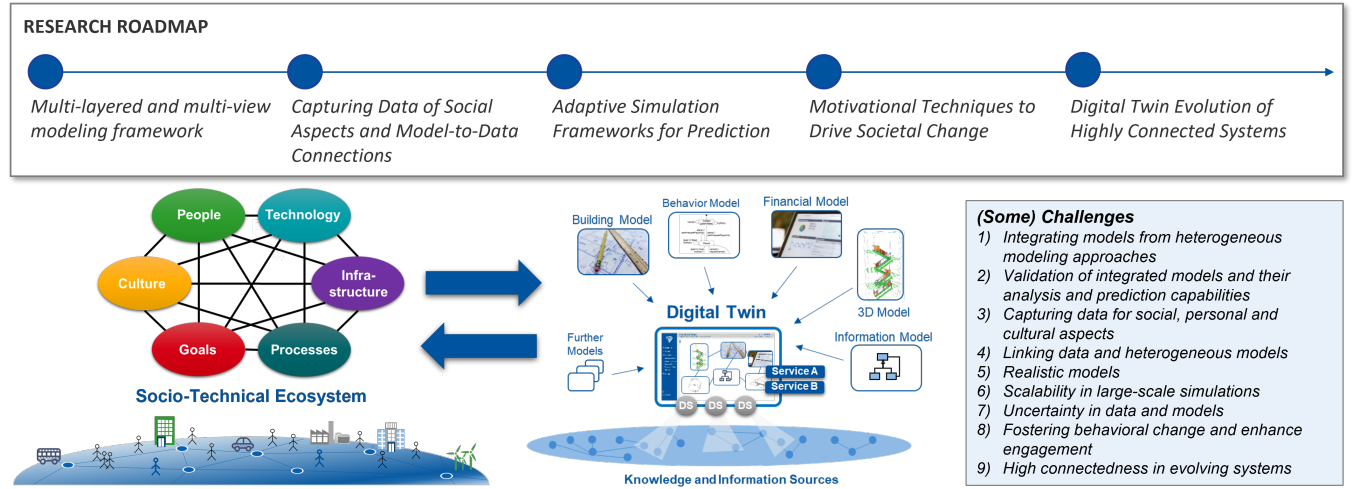 RESEARCH ROADMAP
Multi-layered and multi-view
modeling framework
Capturing Data of Social
Aspects and Model-to-Data
Connections
Adaptive Simulation
Frameworks for Prediction
Motivational Techniques to
Drive Societal Change
Digital Twin Evolution of
Highly Connected Systems
People
Technology
Culture
Infra-
structure
Goals
Processes
Socio-Technical Ecosystem
Building Model
Behavior Model
Financial Model
3D Model
Digital Twin
Further
Models
Information Model
Service A
Service B
DS
DS
DS
Knowledge and Information Sources
(Some) Challenges
1) Integrating models from heterogeneous
modeling approaches
2) Validation of integrated models and their
analysis and prediction capabilities
3) Capturing data for social, personal and
cultural aspects
4) Linking data and heterogeneous models
5) Realistic models
6) Scalability in large-scale simulations
7) Uncertainty in data and models
8) Fostering behavioral change and enhance
engagement
9) High connectedness in evolving systems